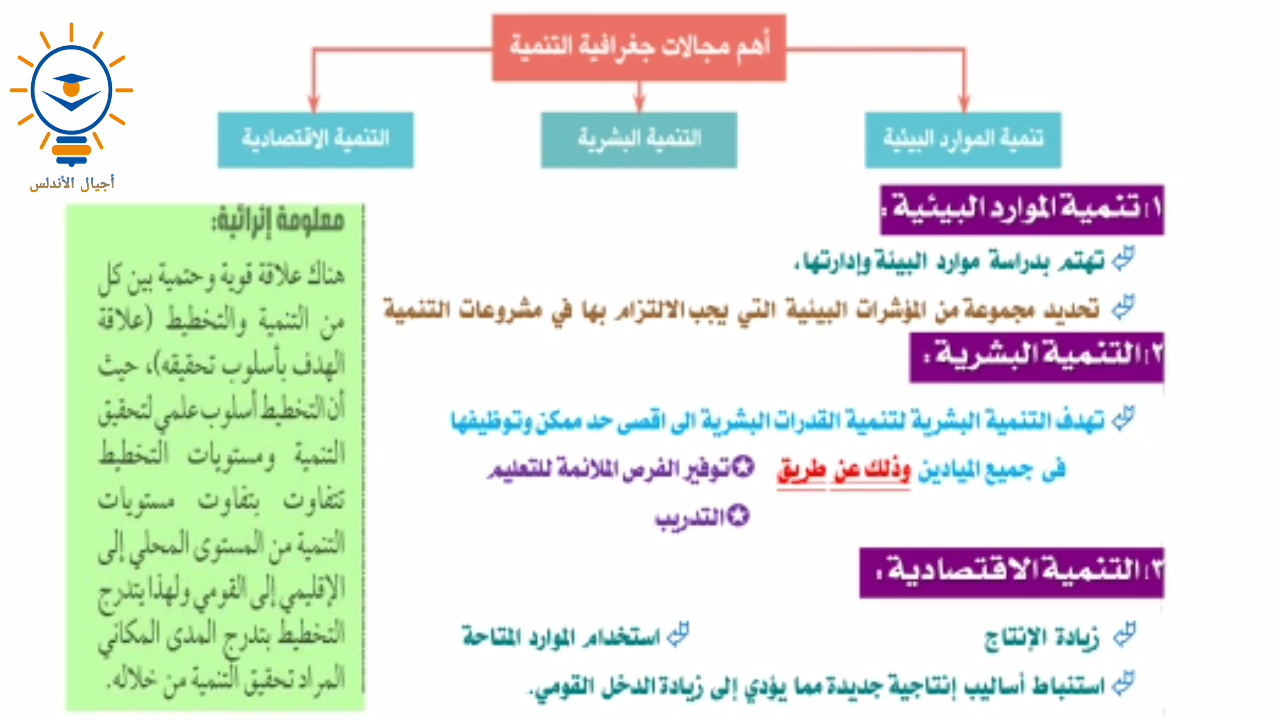 أهم مجالات جغرافية التنمية
تنمية الموارد البيئية
التنمية البشرية
التنمية الاقتصادية
أجيال الأندلس
١: تنمية الموارد البيئية :
تهتم بدراسة موارد البيئة وإدارتها.
تحديد مجموعة من المؤشرات البيئية التي يجب الالتزام بها في مشروعات التنمية
٢: التنمية البشرية :
تهدف التنمية البشرية لتنمية القدرات البشرية الى اقصى حد ممكن وتوظيفها
فى جميع الميادين وذلك عن طريق ✪توفير الفرص الملائمة للتعليم
✪التدريب
٣: التنمية الاقتصادية :
زيادة الإنتاج استخدام الموارد المتاحة
استنباط أساليب إنتاجية جديدة مما يؤدي إلى زيادة الدخل القومي.
معلومة إثرائية:
هناك علاقة قوية وحتمية بين كل
من التنمية والتخطيط (علاقة
الهدف بأسلوب تحقيقه)، حيث
أن التخطيط أسلوب علمي لتحقيق
التنمية ومستويات التخطيط
تتفاوت بتفاوت مستويات
التنمية من المستوى المحلي إلى
الإقليمي إلى القومي ولهذا يتدرج
التخطيط بتدرج المدى المكاني
المراد تحقيق التنمية من خلاله.